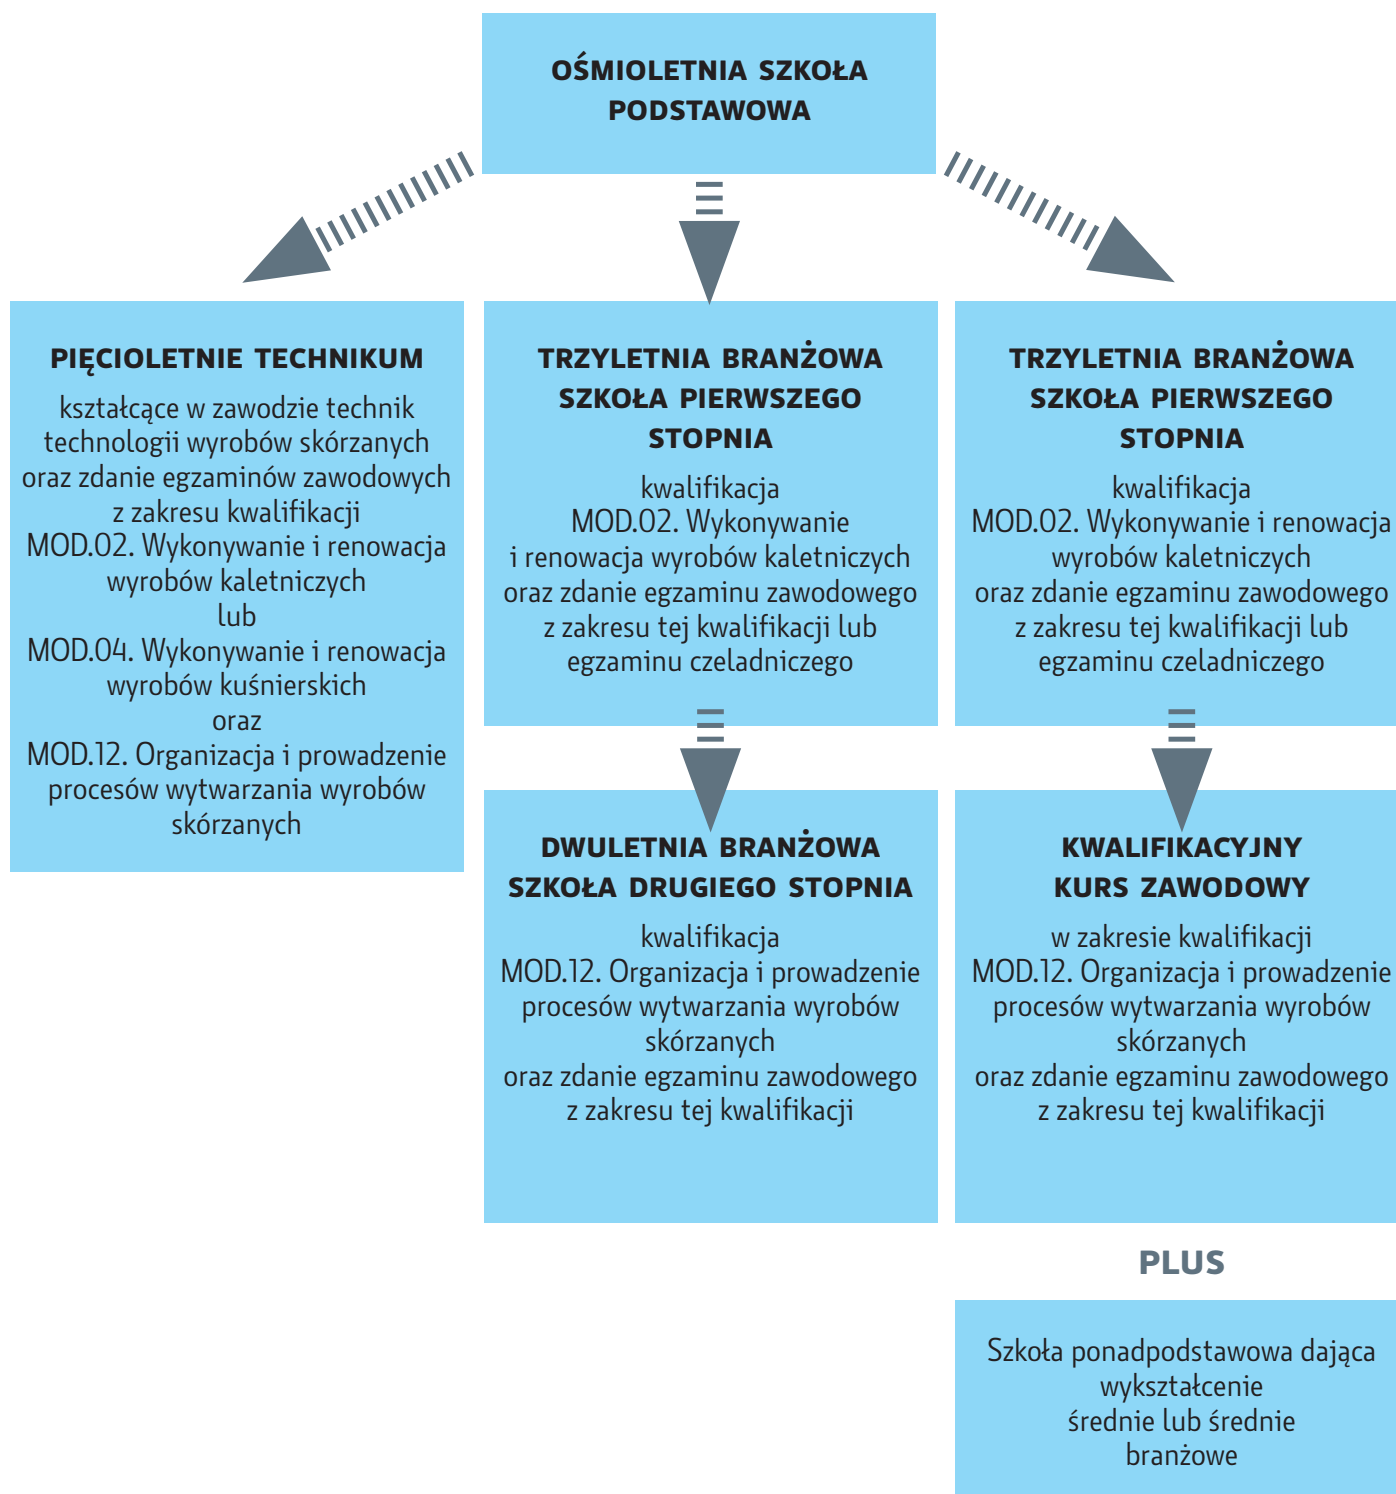 OŚMIOLETNIA SZKOŁA
PODSTAWOWA
PIĘCIOLETNIE TECHNIKUM
kształcące w zawodzie technik
technologii wyrobów skórzanych
oraz zdanie egzaminów zawodowych
z zakresu kwalifikacji
MOD.02. Wykonywanie i renowacja
wyrobów kaletniczych
lub
MOD.04. Wykonywanie i renowacja
wyrobów kuśnierskich
oraz
MOD.12. Organizacja i prowadzenie
procesów wytwarzania wyrobów
skórzanych
TRZYLETNIA BRANŻOWA
SZKOŁA PIERWSZEGO
STOPNIA
kwalifikacja
MOD.02. Wykonywanie
i renowacja wyrobów kaletniczych
oraz zdanie egzaminu zawodowego
z zakresu tej kwalifikacji lub
egzaminu czeladniczego
DWULETNIA BRANŻOWA
SZKOŁA DRUGIEGO STOPNIA
kwalifikacja
MOD.12. Organizacja i prowadzenie
procesów wytwarzania wyrobów
skórzanych
oraz zdanie egzaminu zawodowego
z zakresu tej kwalifikacji
TRZYLETNIA BRANŻOWA
SZKOŁA PIERWSZEGO
STOPNIA
kwalifikacja
MOD.02. Wykonywanie i renowacja
wyrobów kaletniczych
oraz zdanie egzaminu zawodowego
z zakresu tej kwalifikacji lub
egzaminu czeladniczego
KWALIFIKACYJNY
KURS ZAWODOWY
w zakresie kwalifikacji
MOD.12. Organizacja i prowadzenie
procesów wytwarzania wyrobów
skórzanych
oraz zdanie egzaminu zawodowego
z zakresu tej kwalifikacji
PLUS
Szkoła ponadpodstawowa dająca
wykształcenie
średnie lub średnie
branżowe